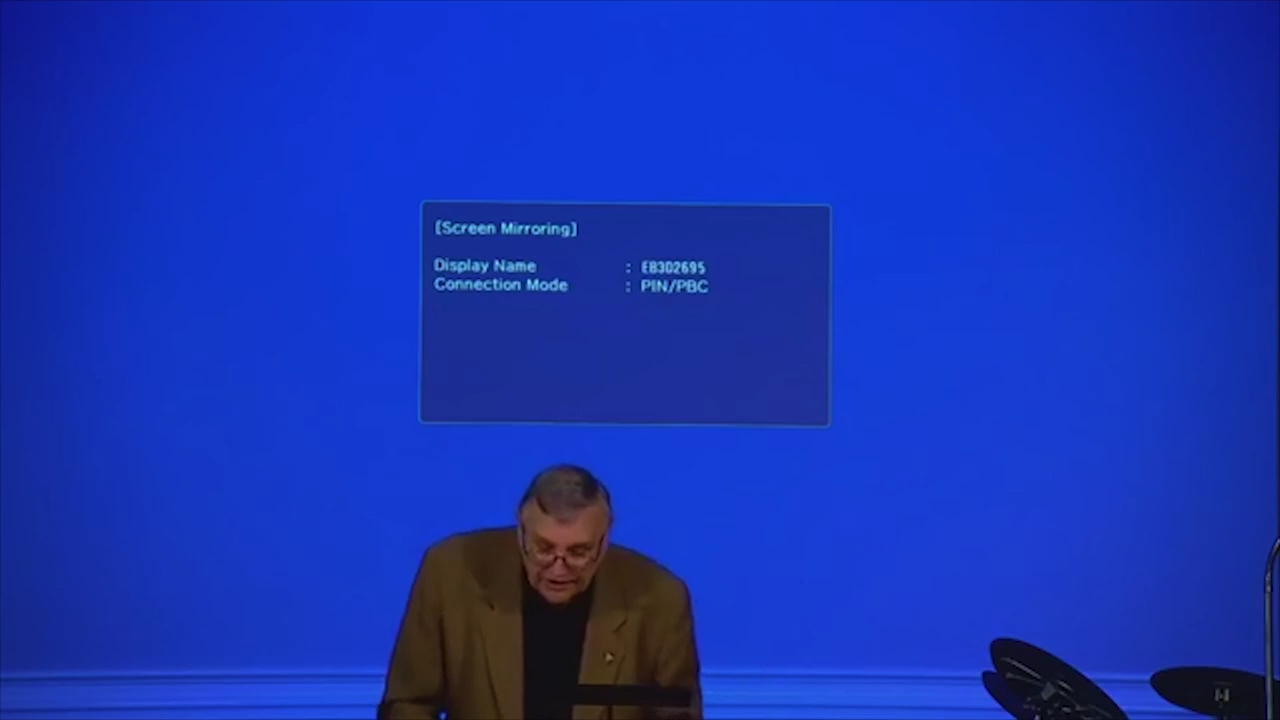 [Screen Mirroring]
Display Name : EB302695
Connection Mode : PIN/PBC